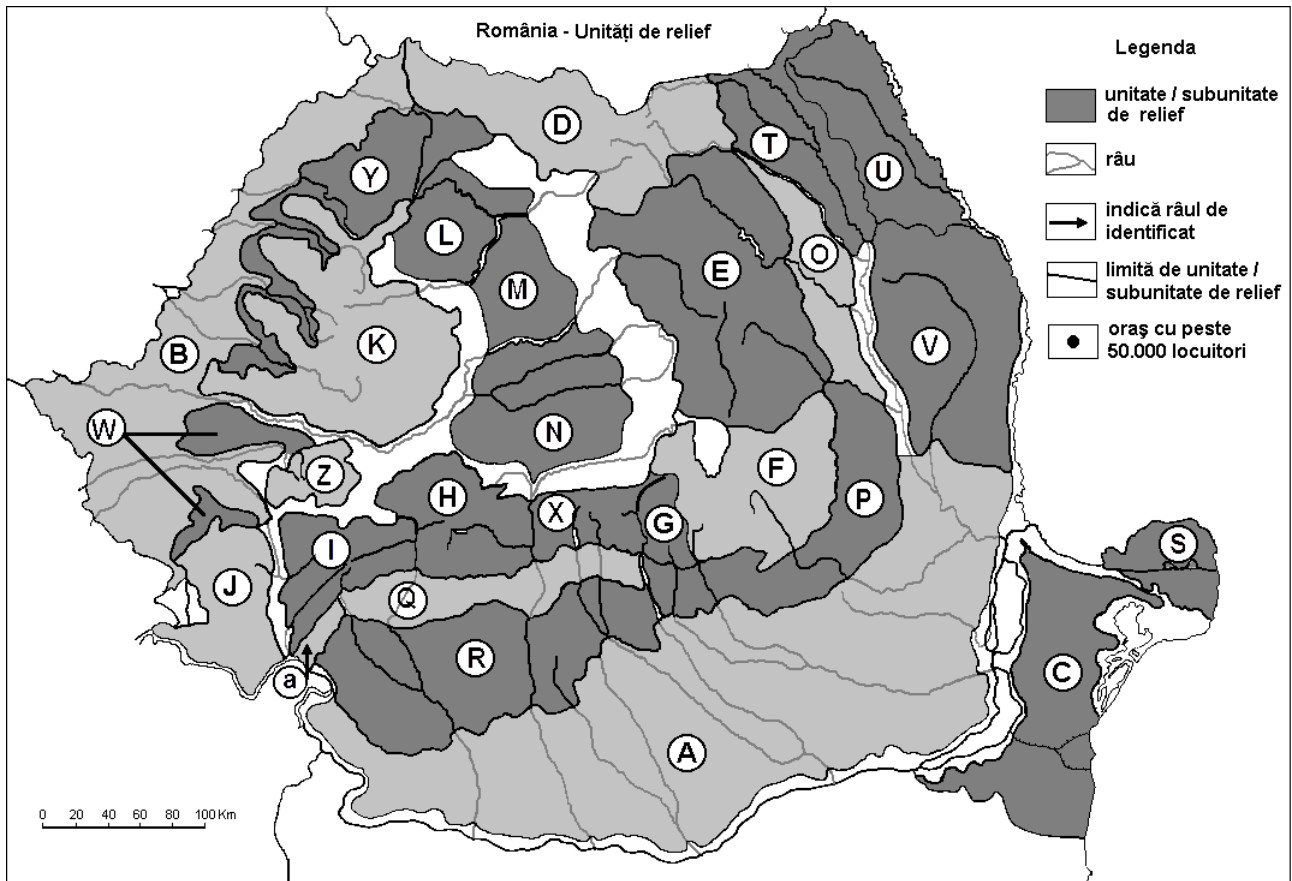 România - Unități de relief
Legenda
unitate / subunitate
de relief
râu
indică râul de
identificat
limită de unitate /
subunitate de relief
oraş cu peste
50.000 locuitori
D
T
U
Y
L
O
E
M
K
V
B
W
N
Z
F
H
P
X
G
I
S
J
Q
R
C
a
A
0 20 40 60 80 100 Km